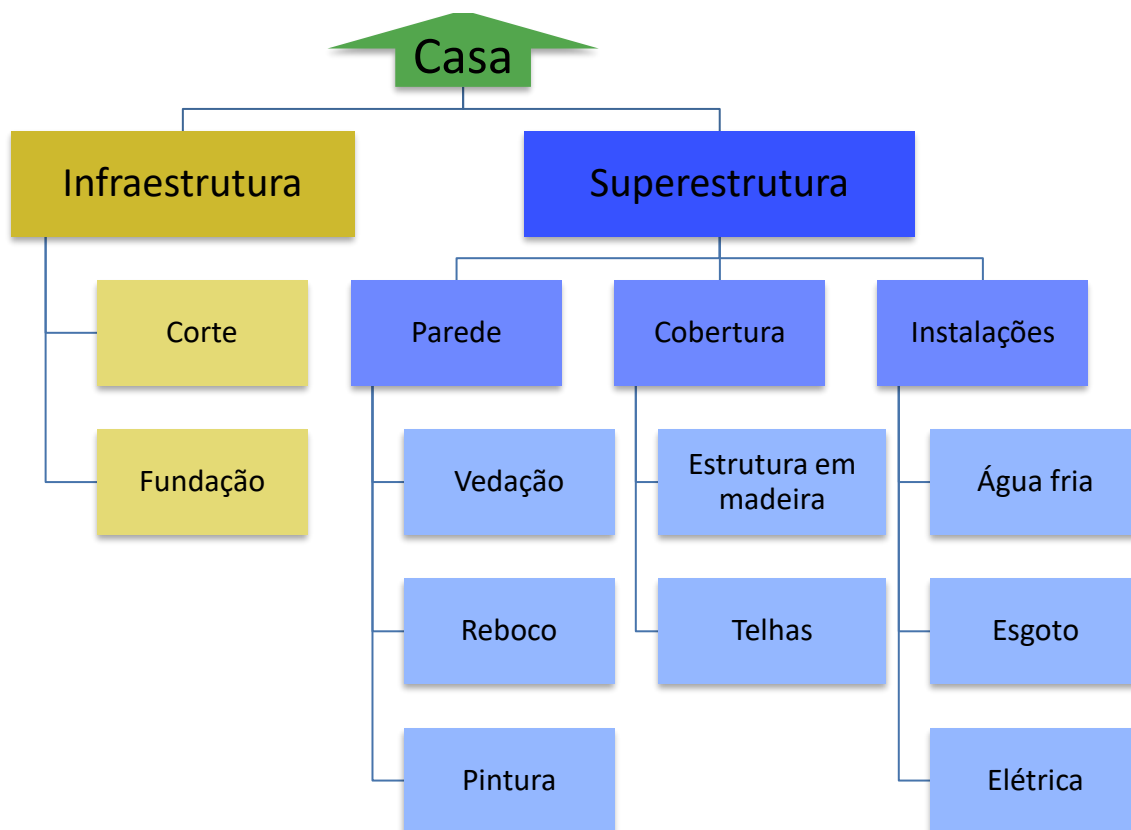 Casa
Infraestrutura
Superestrutura
Corte
Parede
Cobertura
Instalações
Fundação
Vedação
Estrutura em
madeira
Água fria
Reboco
Telhas
Esgoto
Pintura
Elétrica